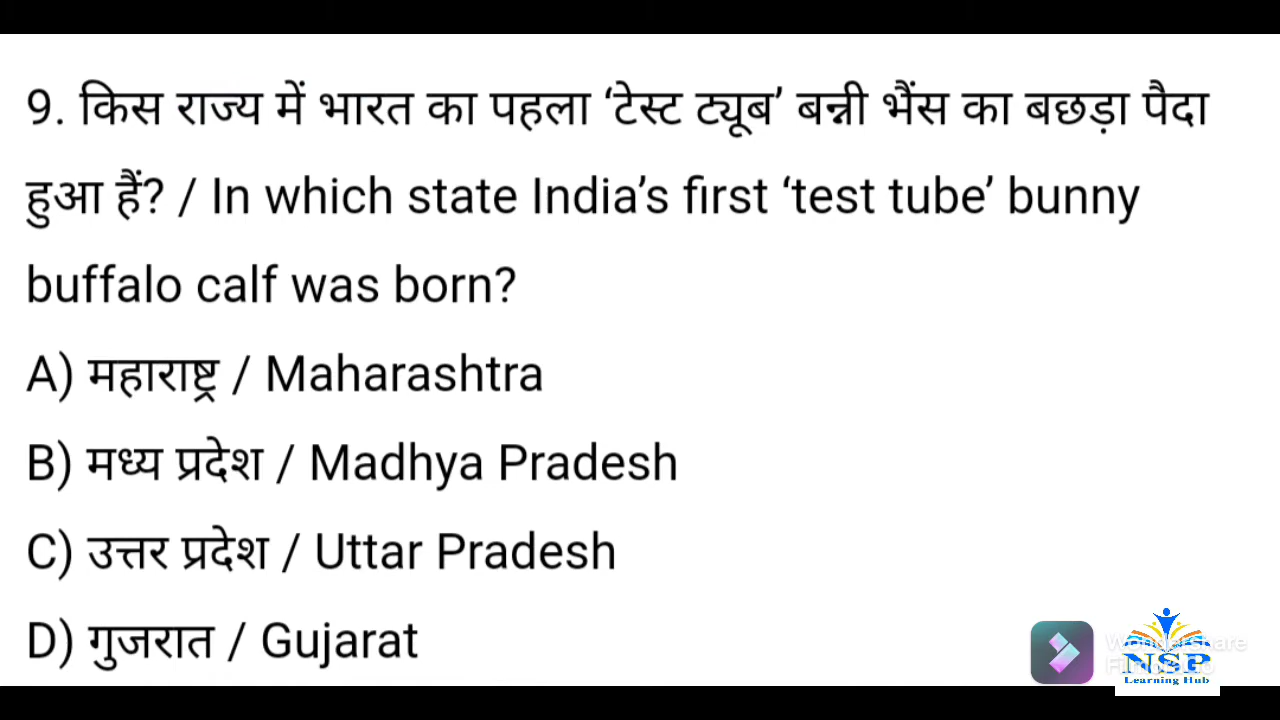 9. किस राज्य में भारत का पहला ‘टेस्ट ट्यूब’ बन्नी भैंस का बछड़ा पैदा
हुआ हैं? / In which state India’s first ‘test tube’ bunny
buffalo calf was born?
A) महाराष्ट्र / Maharashtra
B) मध्य प्रदेश / Madhya Pradesh
C) उत्तर प्रदेश / Uttar Pradesh
D) गुजरात / Gujarat
Wondershare
NSP
Learning Hub